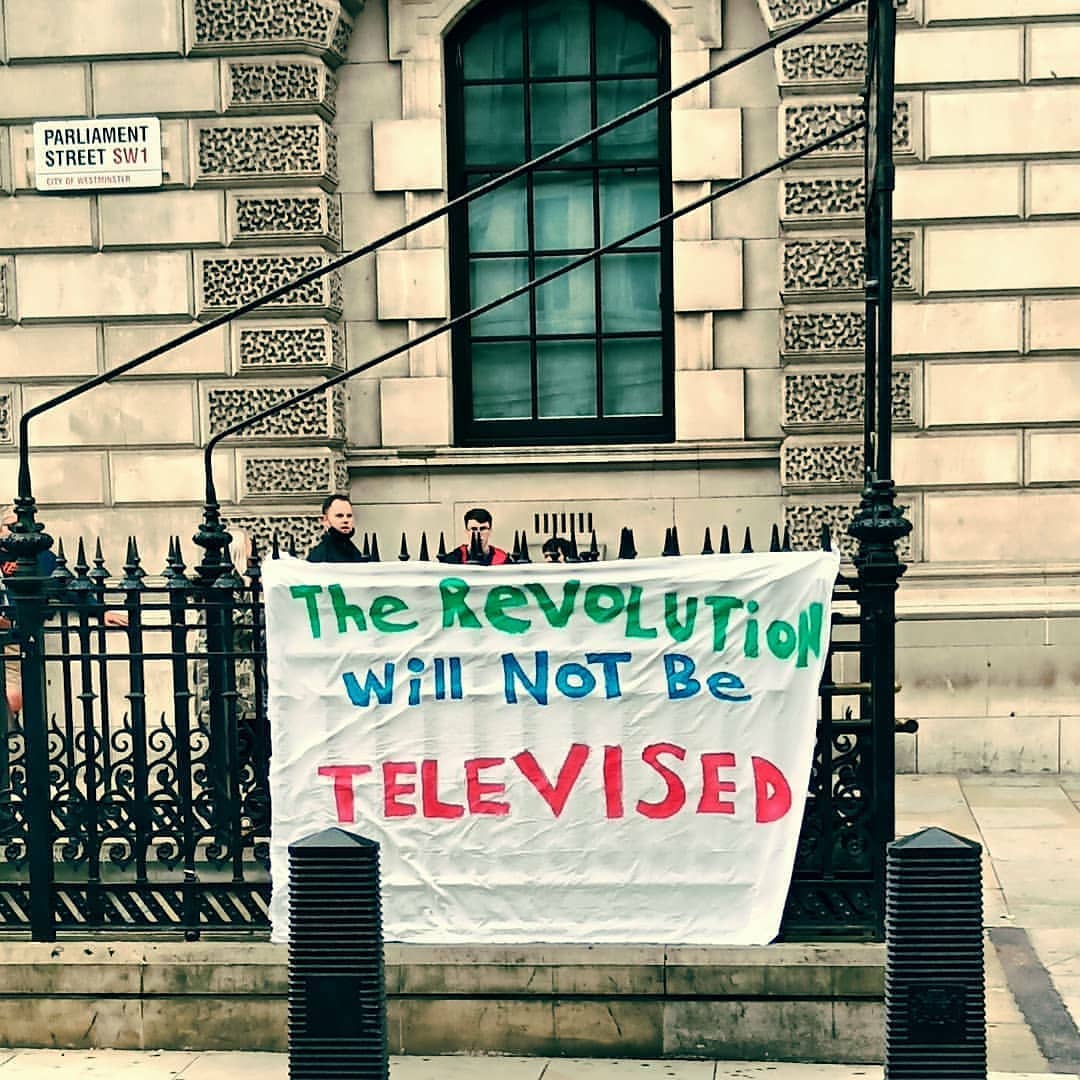 PARLIAMENT
STREET SW1
CITY OF WESTMINSTER
The REVOLUTiON
Will NOT Be
TELEVISED